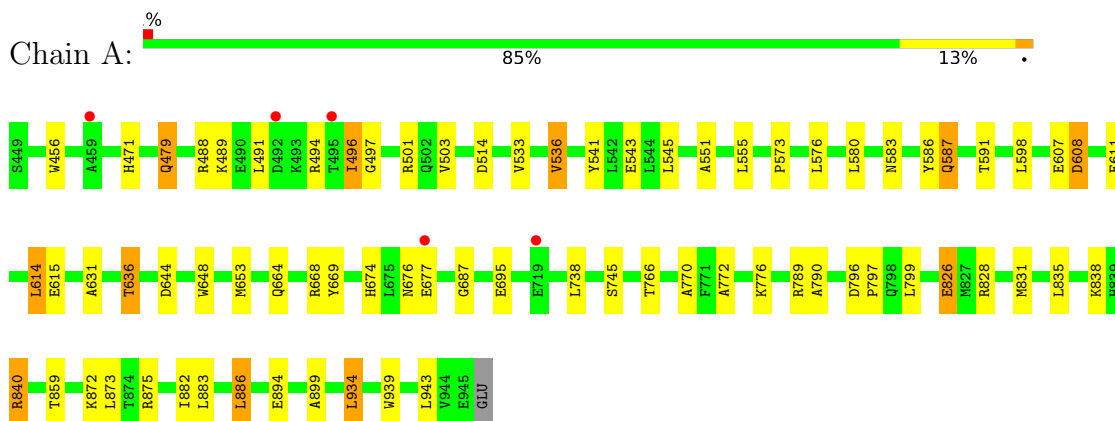 .%
Chain A:
85% 13% •
S449 W456 A459 H471 Q479 R488 K489 E490 L491 D492 K493 R494 T495 I496 G497 R501 Q502 V503 D514 V533 V536 Y541 L542 E543 L544 L545 A551 L555 P573 L576 L580 N583 Y586 Q587 T591 L598 E607 D608
L614 E615 A631 T636 D644 W648 M653 Q664 R668 Y669 H674 L675 N676 E677 G687 E695 E719 L738 S745 T766 A770 F771 A772 K776 R789 A790 D796 P797 Q798 L799 E826 M827 R828 M831 L835 K838 H839
R840 T859 K872 L873 T874 R875 I882 L883 L886 E894 A899 L934 W939 L943 V944 E945 GLU